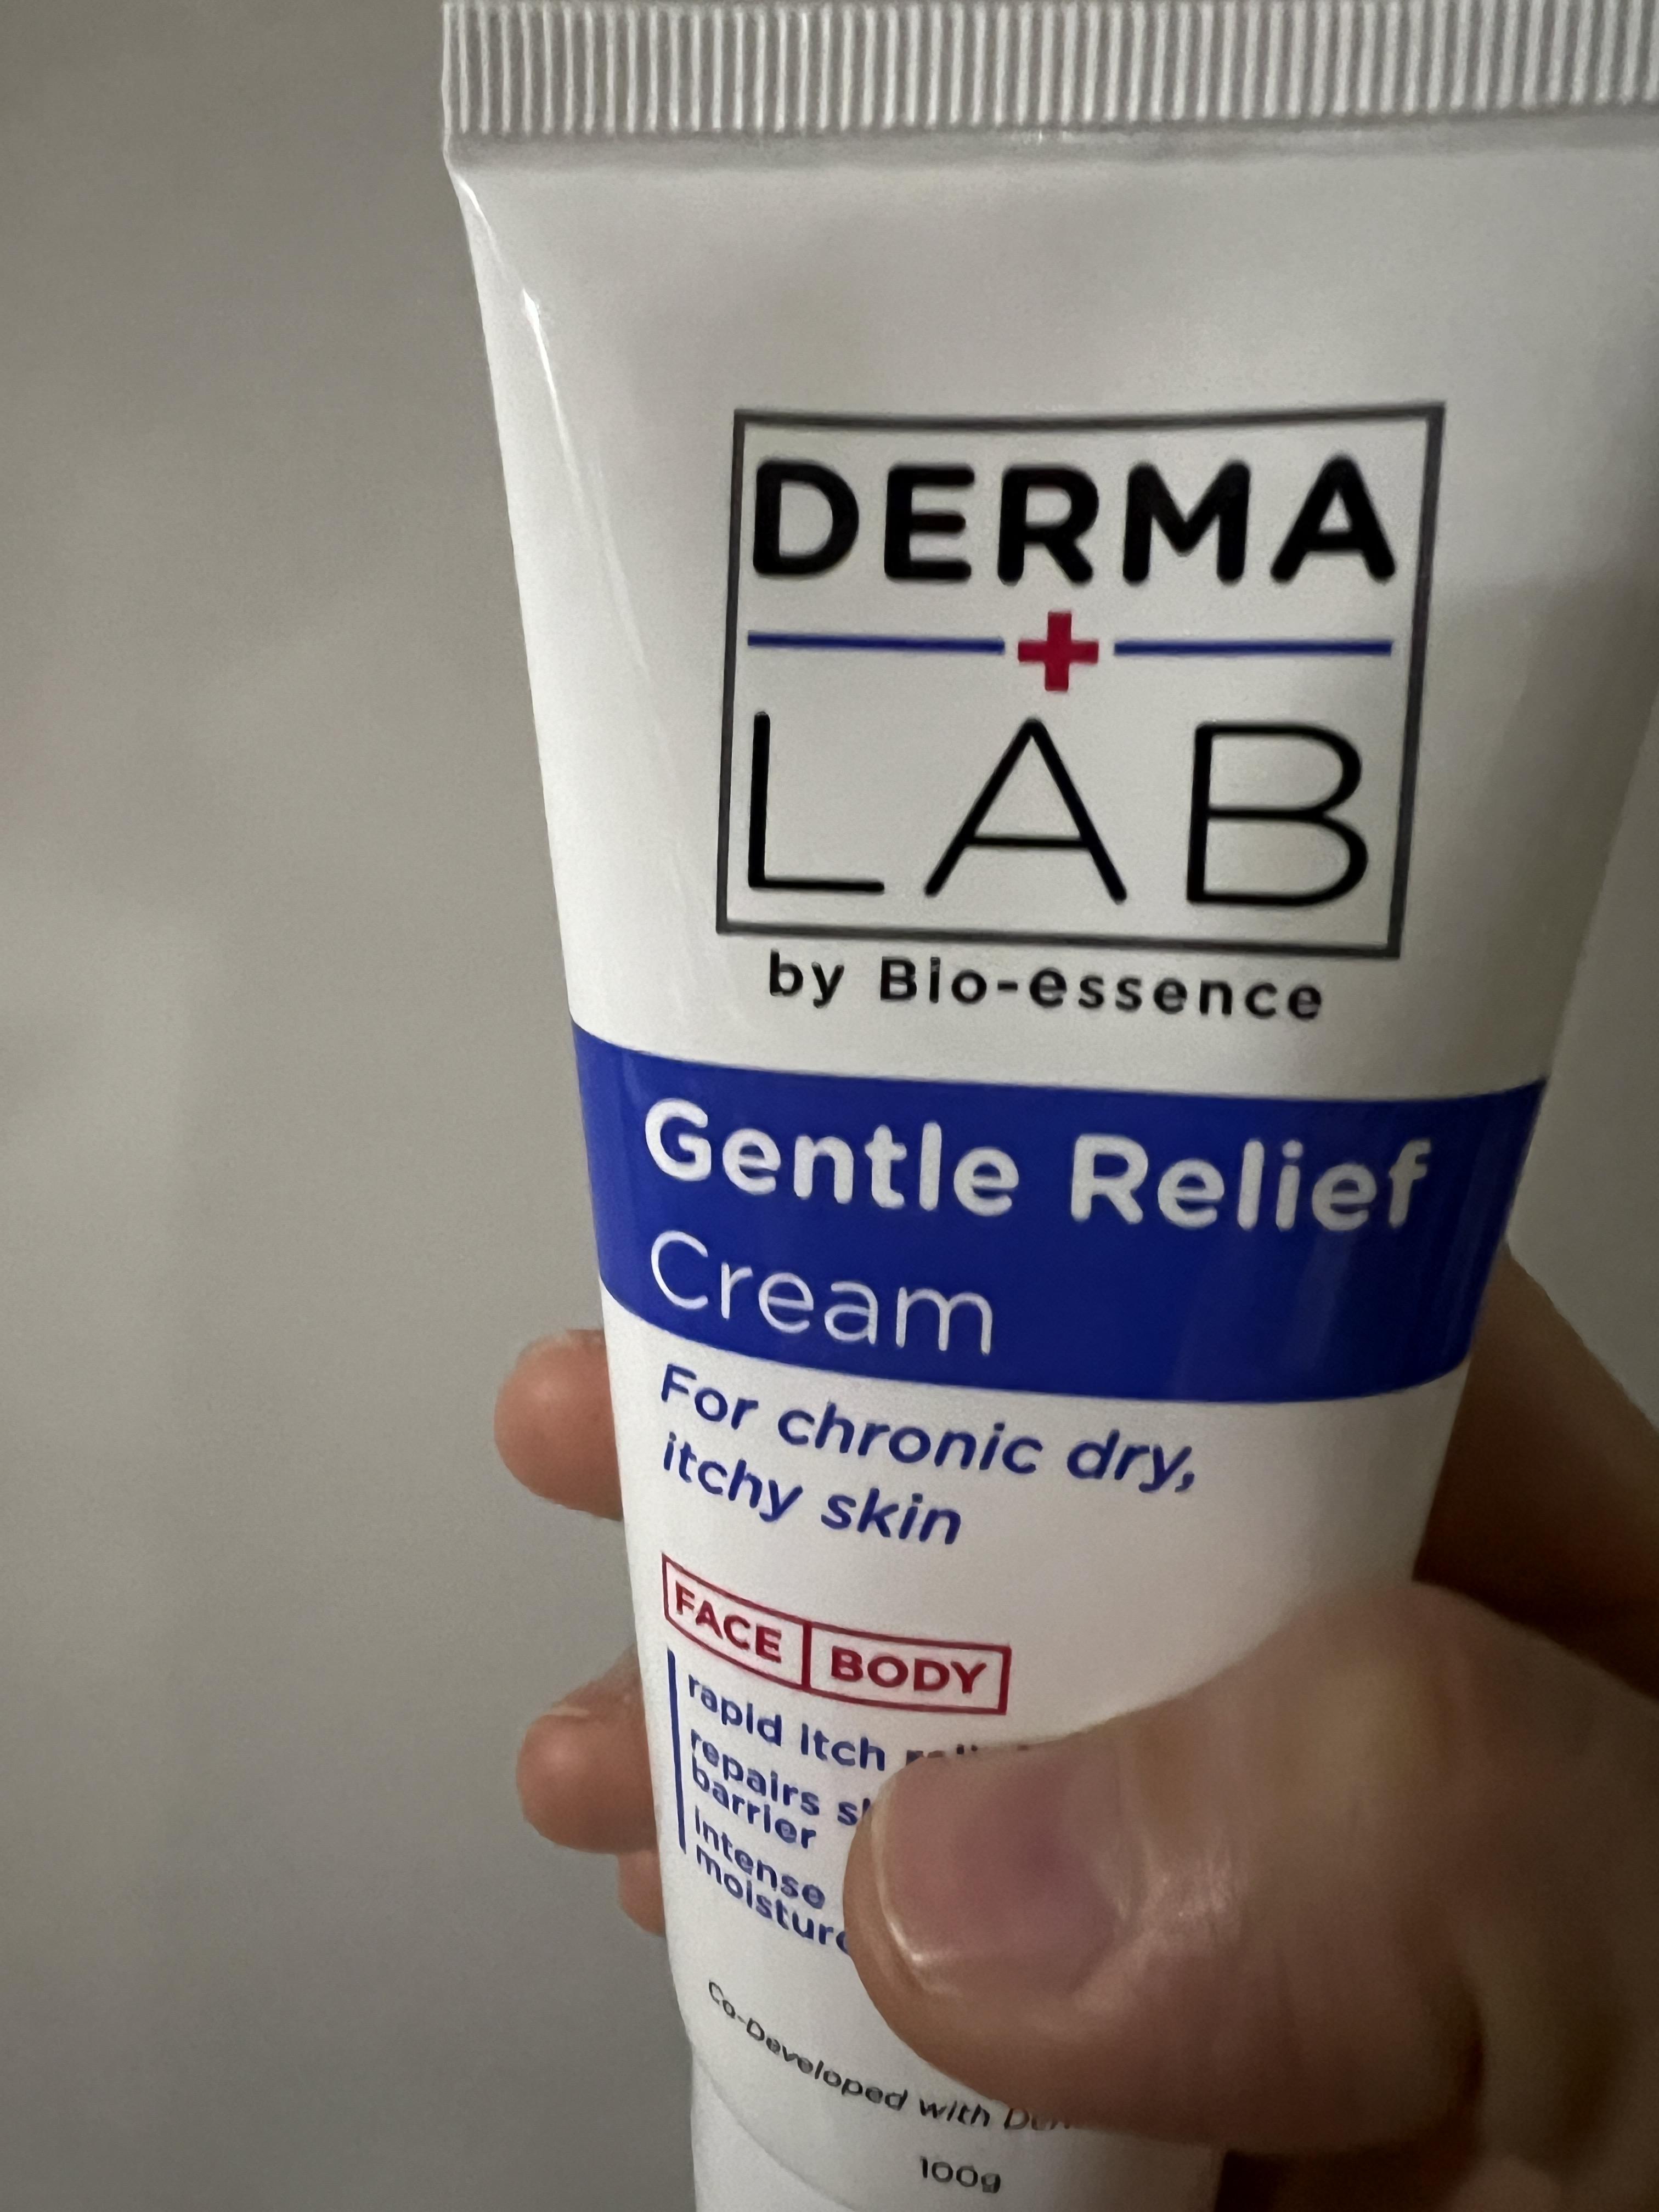 DERMA
LAB
by Bio-essence
Gentle Relief
Cream
For chronic dry,
itchy skin
FACE BODY
rapid itch
repairs
barrier
intense
Co-Developed with
100g